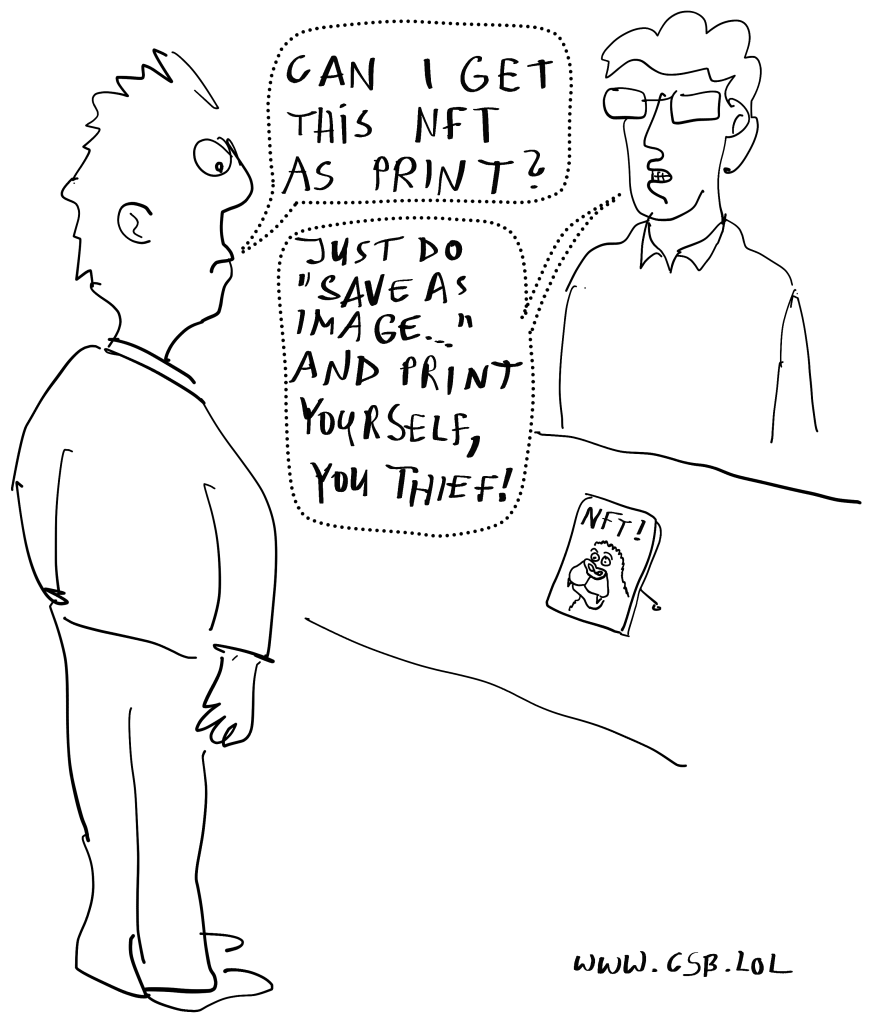 CAN I GET
THiS NFT
AS PRINT?
JUST DO
"SAVE AS
IMAGE..."
AND PRINT
YOURSELF,
YOU THIEF!
NFT!
WWW.GSB.LOL